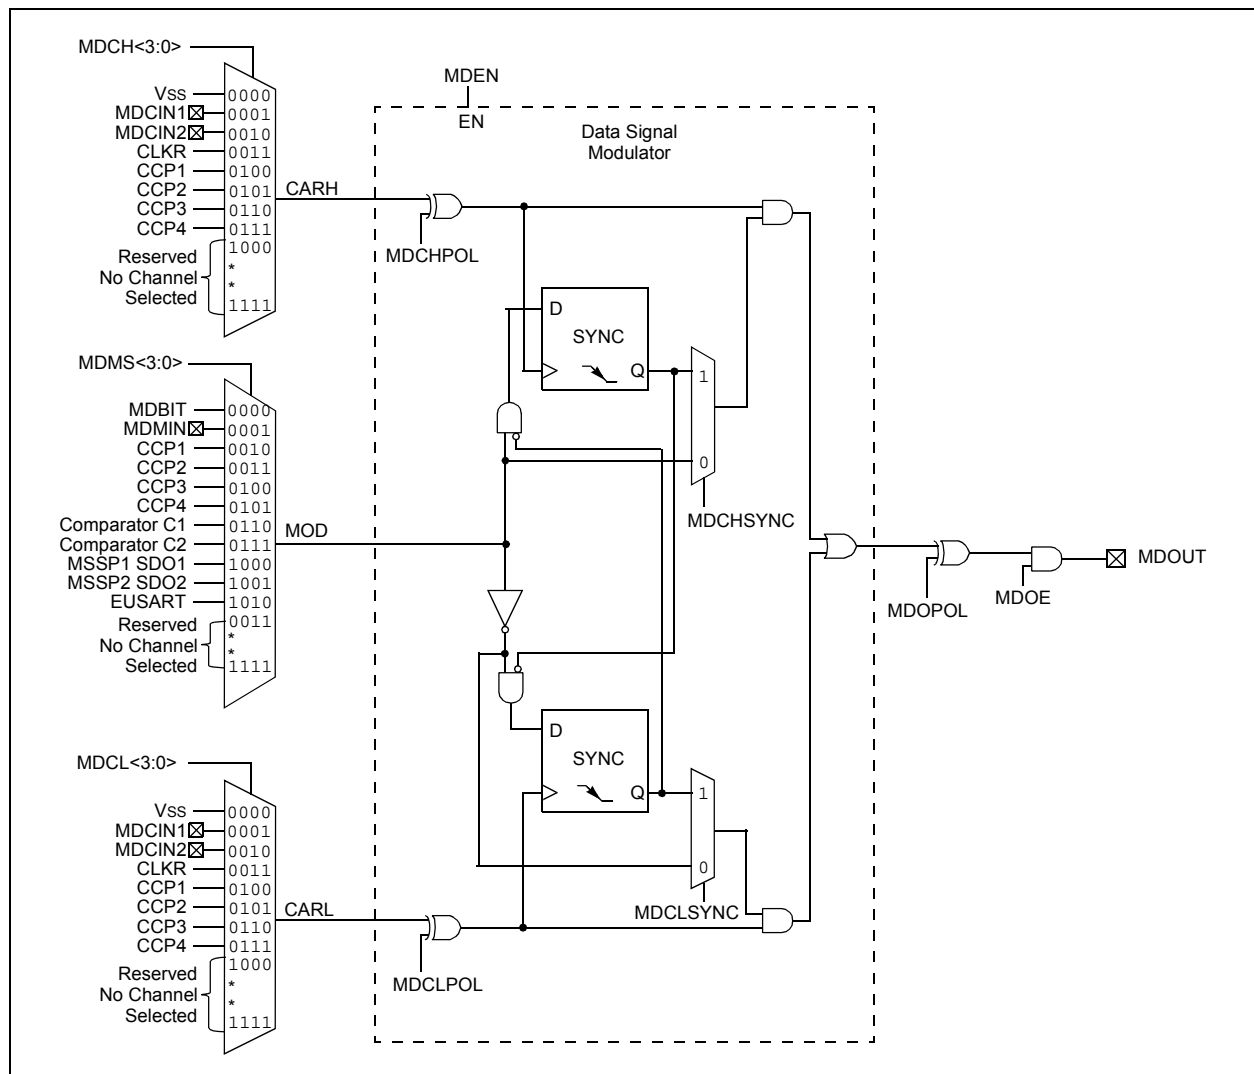 MDCH<3:0>
VSS 0000
MDCIN1 0001
MDCIN2 0010
CLKR 0011
CCP1 0100
CCP2 0101
CCP3 0110
CCP4 0111
Reserved
No Channel
Selected
1000
*
*
1111
CARH
MDMS<3:0>
MDBIT 0000
MDMIN 0001
CCP1 0010
CCP2 0011
CCP3 0100
CCP4 0101
Comparator C1 0110
Comparator C2 0111
MSSP1 SDO1 1000
MSSP2 SDO2 1001
EUSART 1010
Reserved
No Channel
Selected
0011
*
*
1111
MOD
MDCL<3:0>
VSS 0000
MDCIN1 0001
MDCIN2 0010
CLKR 0011
CCP1 0100
CCP2 0101
CCP3 0110
CCP4 0111
Reserved
No Channel
Selected
1000
*
*
1111
CARL
MDEN
EN
Data Signal
Modulator
MDCHPOL
D
SYNC
Q
1
0
MDCHSYNC
D
SYNC
Q
1
0
MDCLSYNC
MDCLPOL
MDOPOL
MDOE
MDOUT